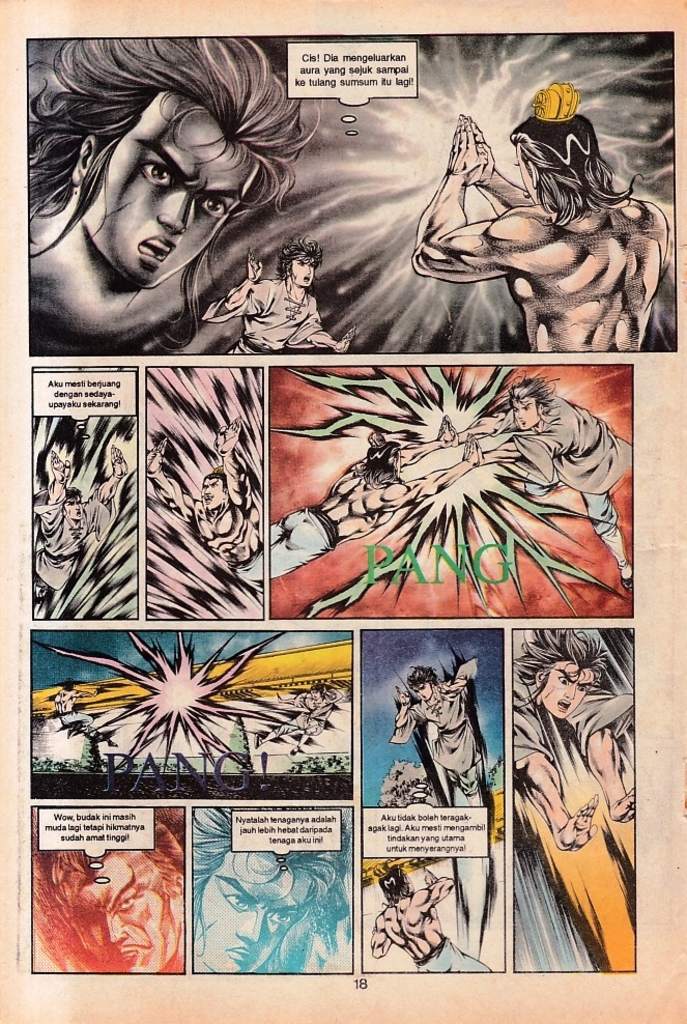 Cis! Dia mengeluarkan
aura yang sejuk sampai
ke tulang sumsum itu lagi!
Aku mesti berjuang
dengan sedaya-
upayaku sekarang!
PANG
PANG!
Wow, budak ini masih
muda lagi tetapi hikmatnya
sudah amat tinggi!
Nyatalah tenaganya adalah
jauh lebih hebat daripada
tenaga aku ini!
Aku tidak boleh teragak-
agak lagi. Aku mesti mengambil
tindakan yang utama
untuk menyerangnya!
18